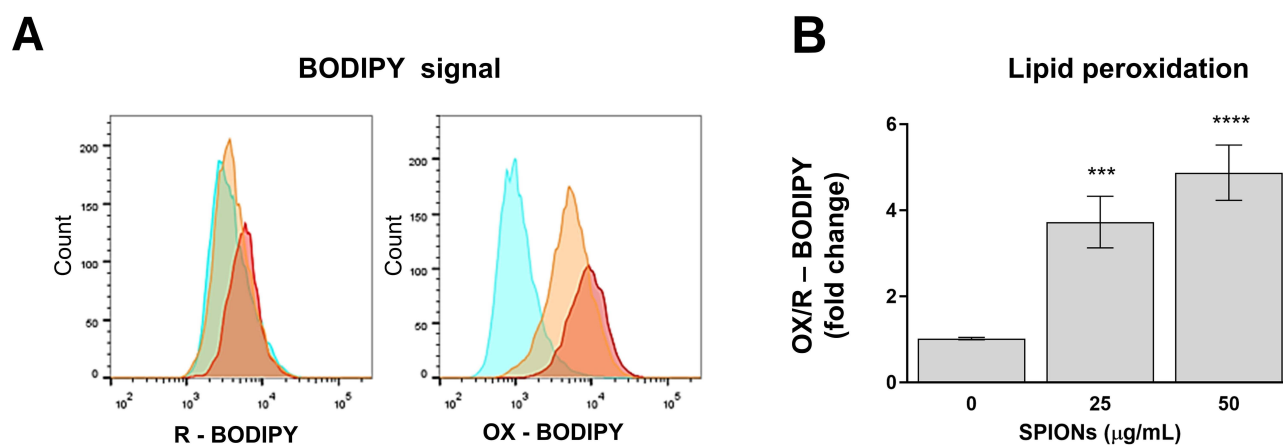 A
BODIPY signal
Count
200
150
100
50
0
10² 10³ 10⁴ 10⁵
R - BODIPY
Count
200
150
100
50
0
10² 10³ 10⁴ 10⁵
OX - BODIPY
B
Lipid peroxidation
OX/R – BODIPY
(fold change)
6
4
2
0
***
****
0 25 50
SPIONs (μg/mL)